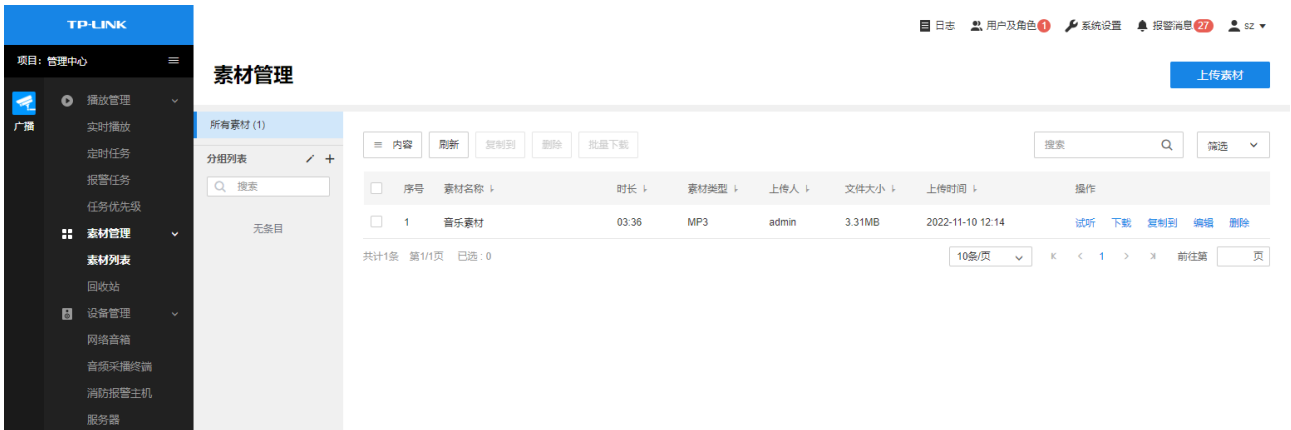 TP-LINK
日志 用户及角色 1 系统设置 报警消息 27 sz
项目：管理中心
素材管理
上传素材
广播
播放管理
实时播放
定时任务
报警任务
任务优先级
素材管理
素材列表
回收站
设备管理
网络音箱
音频采播终端
消防报警主机
服务器
所有素材 (1)
分组列表
搜索
无条目
内容 刷新 复制到 删除 批量下载 搜索 筛选
序号 素材名称 时长 素材类型 上传人 文件大小 上传时间 操作
1 音乐素材 03:36 MP3 admin 3.31MB 2022-11-10 12:14 试听 下载 复制到 编辑 删除
共计1条 第1/1页 已选 : 0 10条/页 1 前往第 页